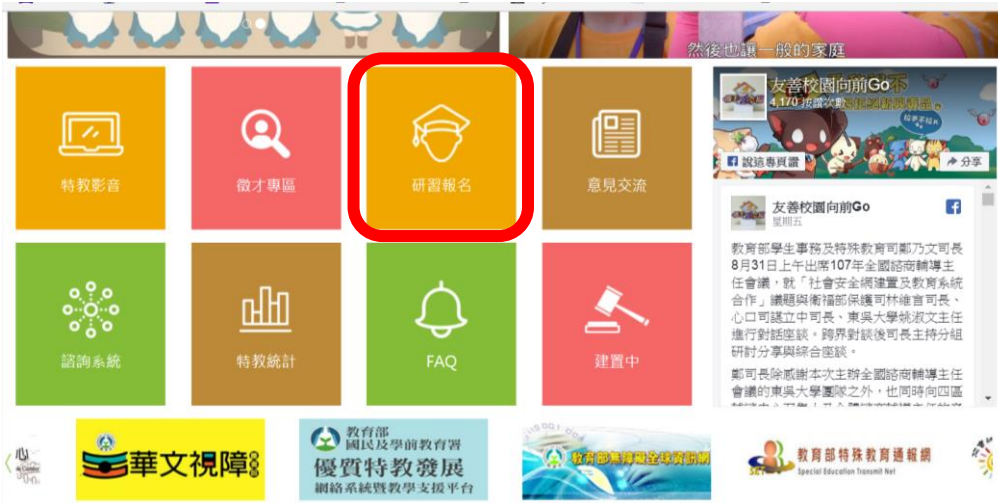 然後也讓一般的家庭
特教影音
徵才專區
研習報名
意見交流
諮詢系統
特教統計
FAQ
建置中
友善校園向前Go
4,170 按讚次數
說這專頁讚
分享
友善校園向前Go
星期五
教育部學生事務及特殊教育司鄭乃文司長
8月31日上午出席107年全國諮商輔導主
任會議，就「社會安全網建置及教育系統
合作」議題與衛福部保護司林維言司長、
心口司諶立中司長、東吳大學姚淑文主任
進行對話座談。跨界對談後司長主持分組
研討分享與綜合座談。
鄭司長除感謝本次主辦全國諮商輔導主任
會議的東吳大學團隊之外，也同時向四區
心
華文視障
教育部
國民及學前教育署
優質特教發展
網絡系統暨教學支援平台
教育部無障礙全球資訊網
教育部特殊教育通報網
Special Education Transmit Net